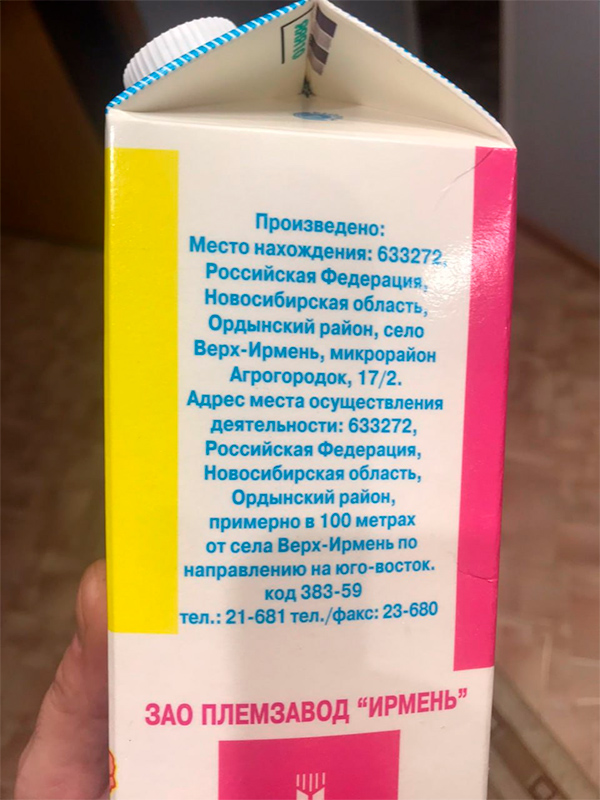 Произведено:
Место нахождения: 633272,
Российская Федерация,
Новосибирская область,
Ордынский район, село
Верх-Ирмень, микрорайон
Агрогородок, 17/2.
Адрес места осуществления
деятельности: 633272,
Российская Федерация,
Новосибирская область,
Ордынский район,
примерно в 100 метрах
от села Верх-Ирмень по
направлению на юго-восток.
код 383-59
тел.: 21-681 тел./факс: 23-680
ЗАО ПЛЕМЗАВОД "ИРМЕНЬ"